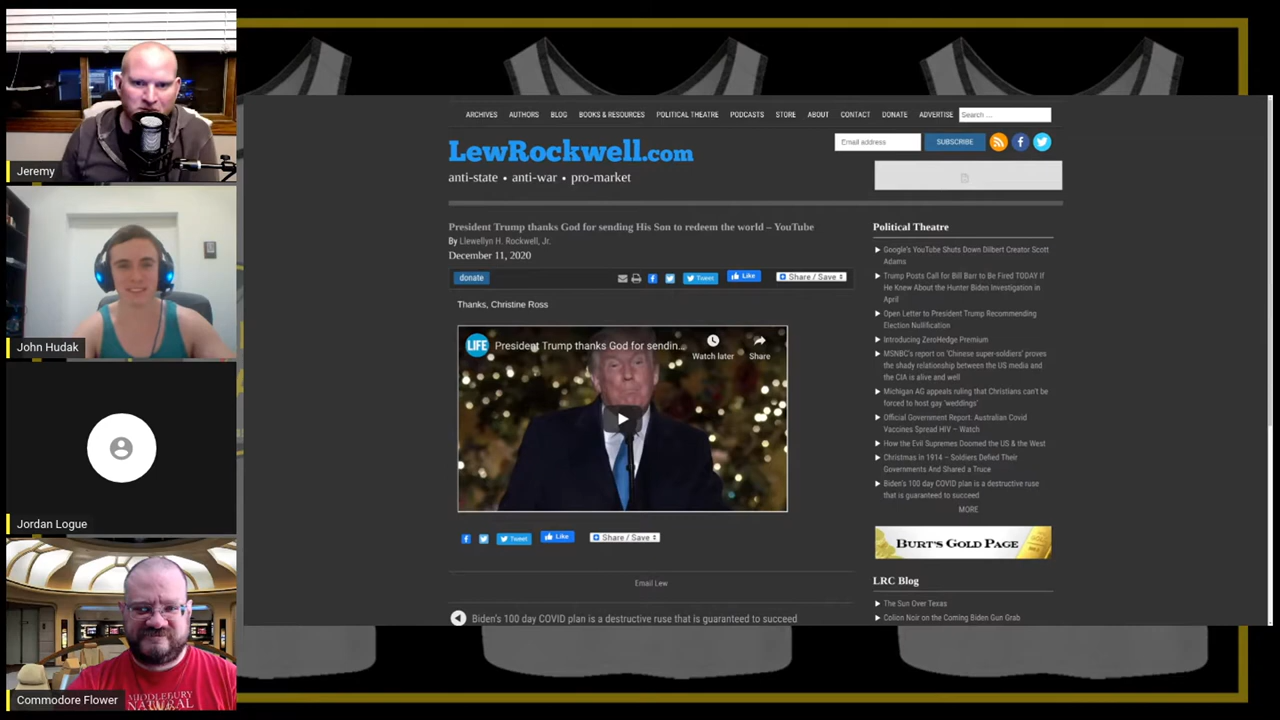 Jeremy
John Hudak
Jordan Logue
Commodore Flower
MIDDLEBURY
NATURAL
ARCHIVES AUTHORS BLOG BOOKS & RESOURCES POLITICAL THEATRE PODCASTS STORE ABOUT CONTACT DONATE ADVERTISE Search ...
LewRockwell.com
anti-state • anti-war • pro-market
Email address SUBSCRIBE
President Trump thanks God for sending His Son to redeem the world – YouTube
By Llewellyn H. Rockwell, Jr.
December 11, 2020
donate Tweet Like Share / Save
Thanks, Christine Ross
LIFE President Trump thanks God for sendin... Watch later Share
Tweet Like Share / Save
Email Lew
Biden's 100 day COVID plan is a destructive ruse that is guaranteed to succeed
Political Theatre
Google's YouTube Shuts Down Dilbert Creator Scott
Adams
Trump Posts Call for Bill Barr to Be Fired TODAY If
He Knew About the Hunter Biden Investigation in
April
Open Letter to President Trump Recommending
Election Nullification
Introducing ZeroHedge Premium
MSNBC's report on 'Chinese super-soldiers' proves
the shady relationship between the US media and
the CIA is alive and well
Michigan AG appeals ruling that Christians can't be
forced to host gay 'weddings'
Official Government Report. Australian Covid
Vaccines Spread HIV – Watch
How the Evil Supremes Doomed the US & the West
Christmas in 1914 – Soldiers Defied Their
Governments And Shared a Truce
Biden's 100 day COVID plan is a destructive ruse
that is guaranteed to succeed
MORE
BURT'S GOLD PAGE
LRC Blog
The Sun Over Texas
Colion Noir on the Coming Biden Gun Grab